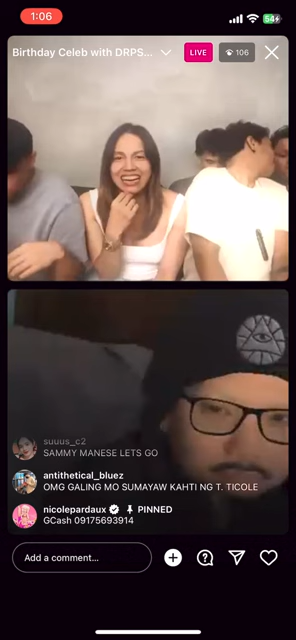 1:06
54
Birthday Celeb with DRPS...
LIVE
106
suuus_c2
SAMMY MANESE LETS GO
antithetical_bluez
OMG GALING MO SUMAYAW KAHTI NG T. TICOLE
nicolepardaux PINNED
GCash 09175693914
Add a comment...